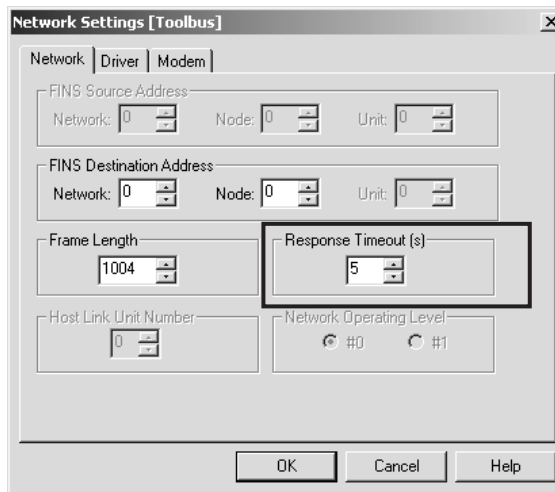 Network Settings [Toolbus]
Network Driver Modem
FINS Source Address
Network: 0 Node: 0 Unit: 0
FINS Destination Address
Network: 0 Node: 0 Unit: 0
Frame Length Response Timeout (s)
1004 5
Host Link Unit Number Network Operating Level
0 #0 #1
OK Cancel Help